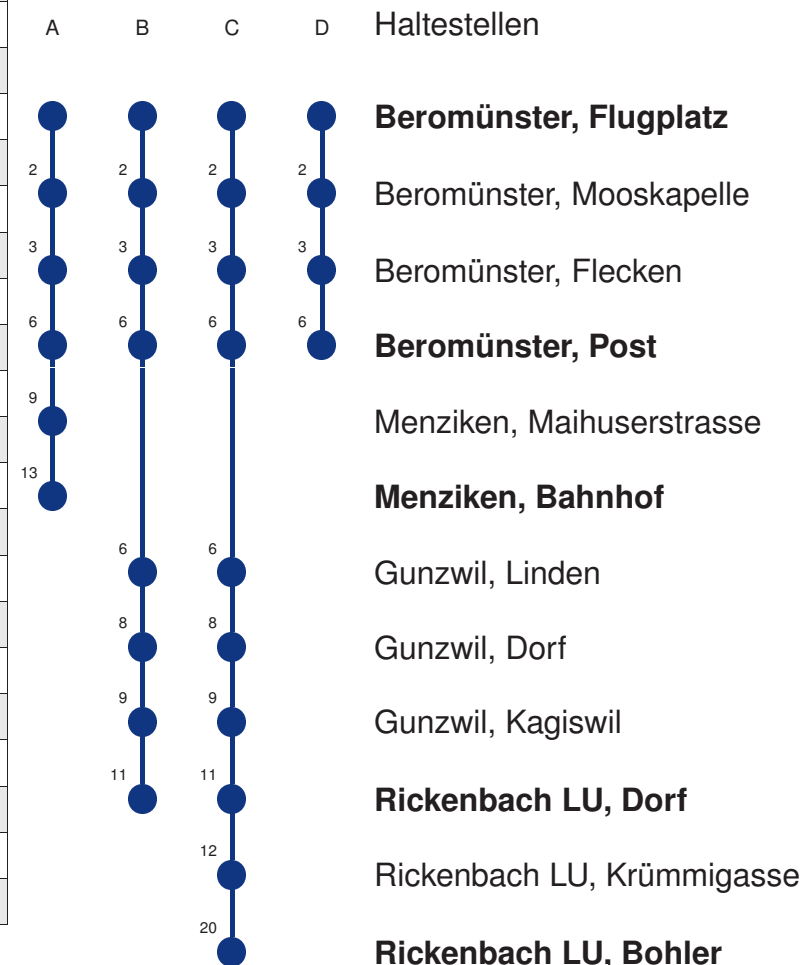 A B C D Haltestellen
Beromünster, Flugplatz
2 2 2 2 Beromünster, Mooskapelle
3 3 3 3 Beromünster, Flecken
6 6 6 6 Beromünster, Post
9 Menziken, Maihuserstrasse
13 Menziken, Bahnhof
6 6 Gunzwil, Linden
8 8 Gunzwil, Dorf
9 9 Gunzwil, Kagiswil
11 11 Rickenbach LU, Dorf
12 Rickenbach LU, Krümmigasse
20 Rickenbach LU, Bohler